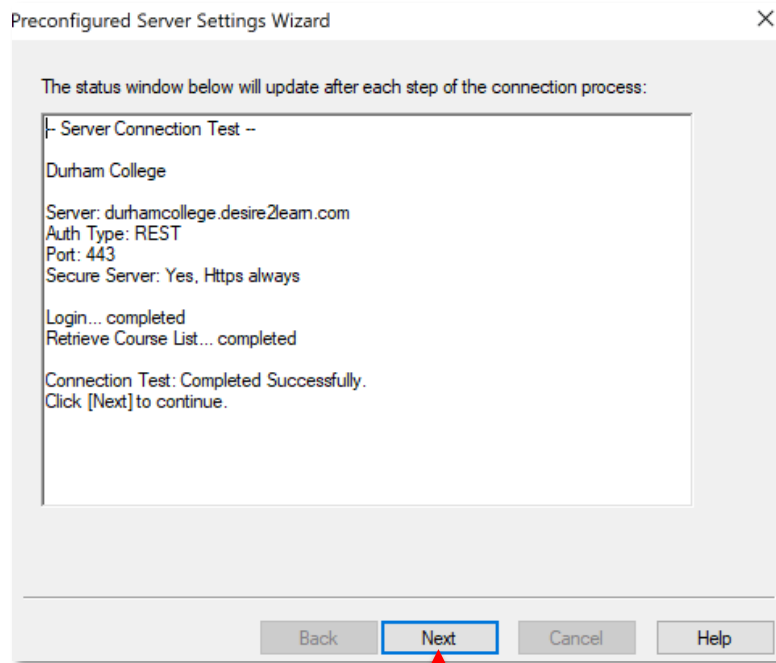 Preconfigured Server Settings Wizard
The status window below will update after each step of the connection process:
-- Server Connection Test --
Durham College
Server: durhamcollege.desire2learn.com
Auth Type: REST
Port: 443
Secure Server: Yes, Https always
Login... completed
Retrieve Course List... completed
Connection Test: Completed Successfully.
Click [Next] to continue.
Back Next Cancel Help